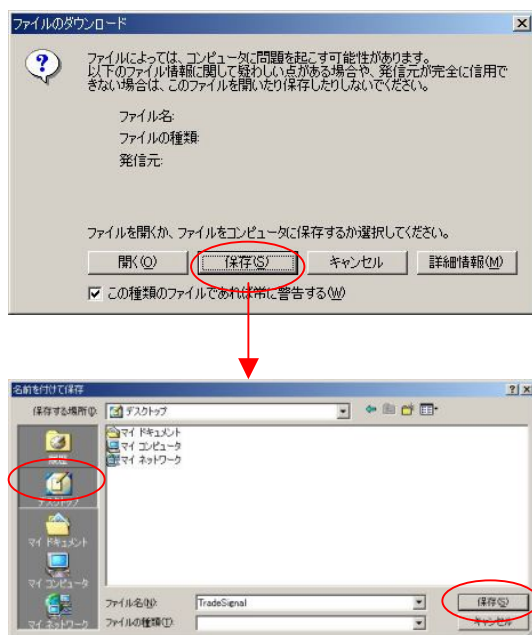 ファイルのダウンロード
ファイルによっては、コンピュータに問題を起こす可能性があります。
以下のファイル情報に関して疑わしい点がある場合や、発信元が完全に信用で
きない場合は、このファイルを開いたり保存したりしないでください。
ファイル名:
ファイルの種類:
発信元:
ファイルを開くか、ファイルをコンピュータに保存するか選択してください。
開く(O) 保存(S) キャンセル 詳細情報(M)
この種類のファイルであれば常に警告する(W)
名前を付けて保存
保存する場所(I): デスクトップ
マイ ドキュメント
マイ コンピュータ
マイ ネットワーク
履歴
デスクトップ
マイ ドキュメント
マイ コンピュータ
マイ ネットワーク
ファイル名(N): TradeSignal 保存(S)
ファイルの種類(T): キャンセル